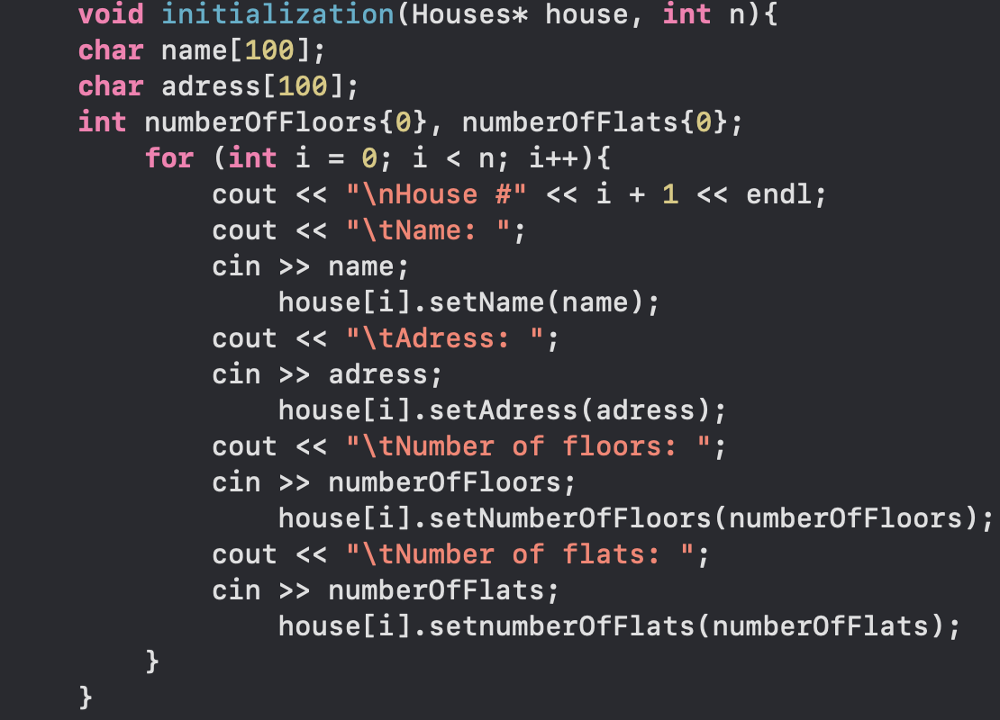 void initialization(Houses* house, int n){
char name[100];
char adress[100];
int numberOfFloors{0}, numberOfFlats{0};
for (int i = 0; i < n; i++){
cout << "\nHouse #" << i + 1 << endl;
cout << "\tName: ";
cin >> name;
house[i].setName(name);
cout << "\tAdress: ";
cin >> adress;
house[i].setAdress(adress);
cout << "\tNumber of floors: ";
cin >> numberOfFloors;
house[i].setNumberOfFloors(numberOfFloors);
cout << "\tNumber of flats: ";
cin >> numberOfFlats;
house[i].setnumberOfFlats(numberOfFlats);
}
}